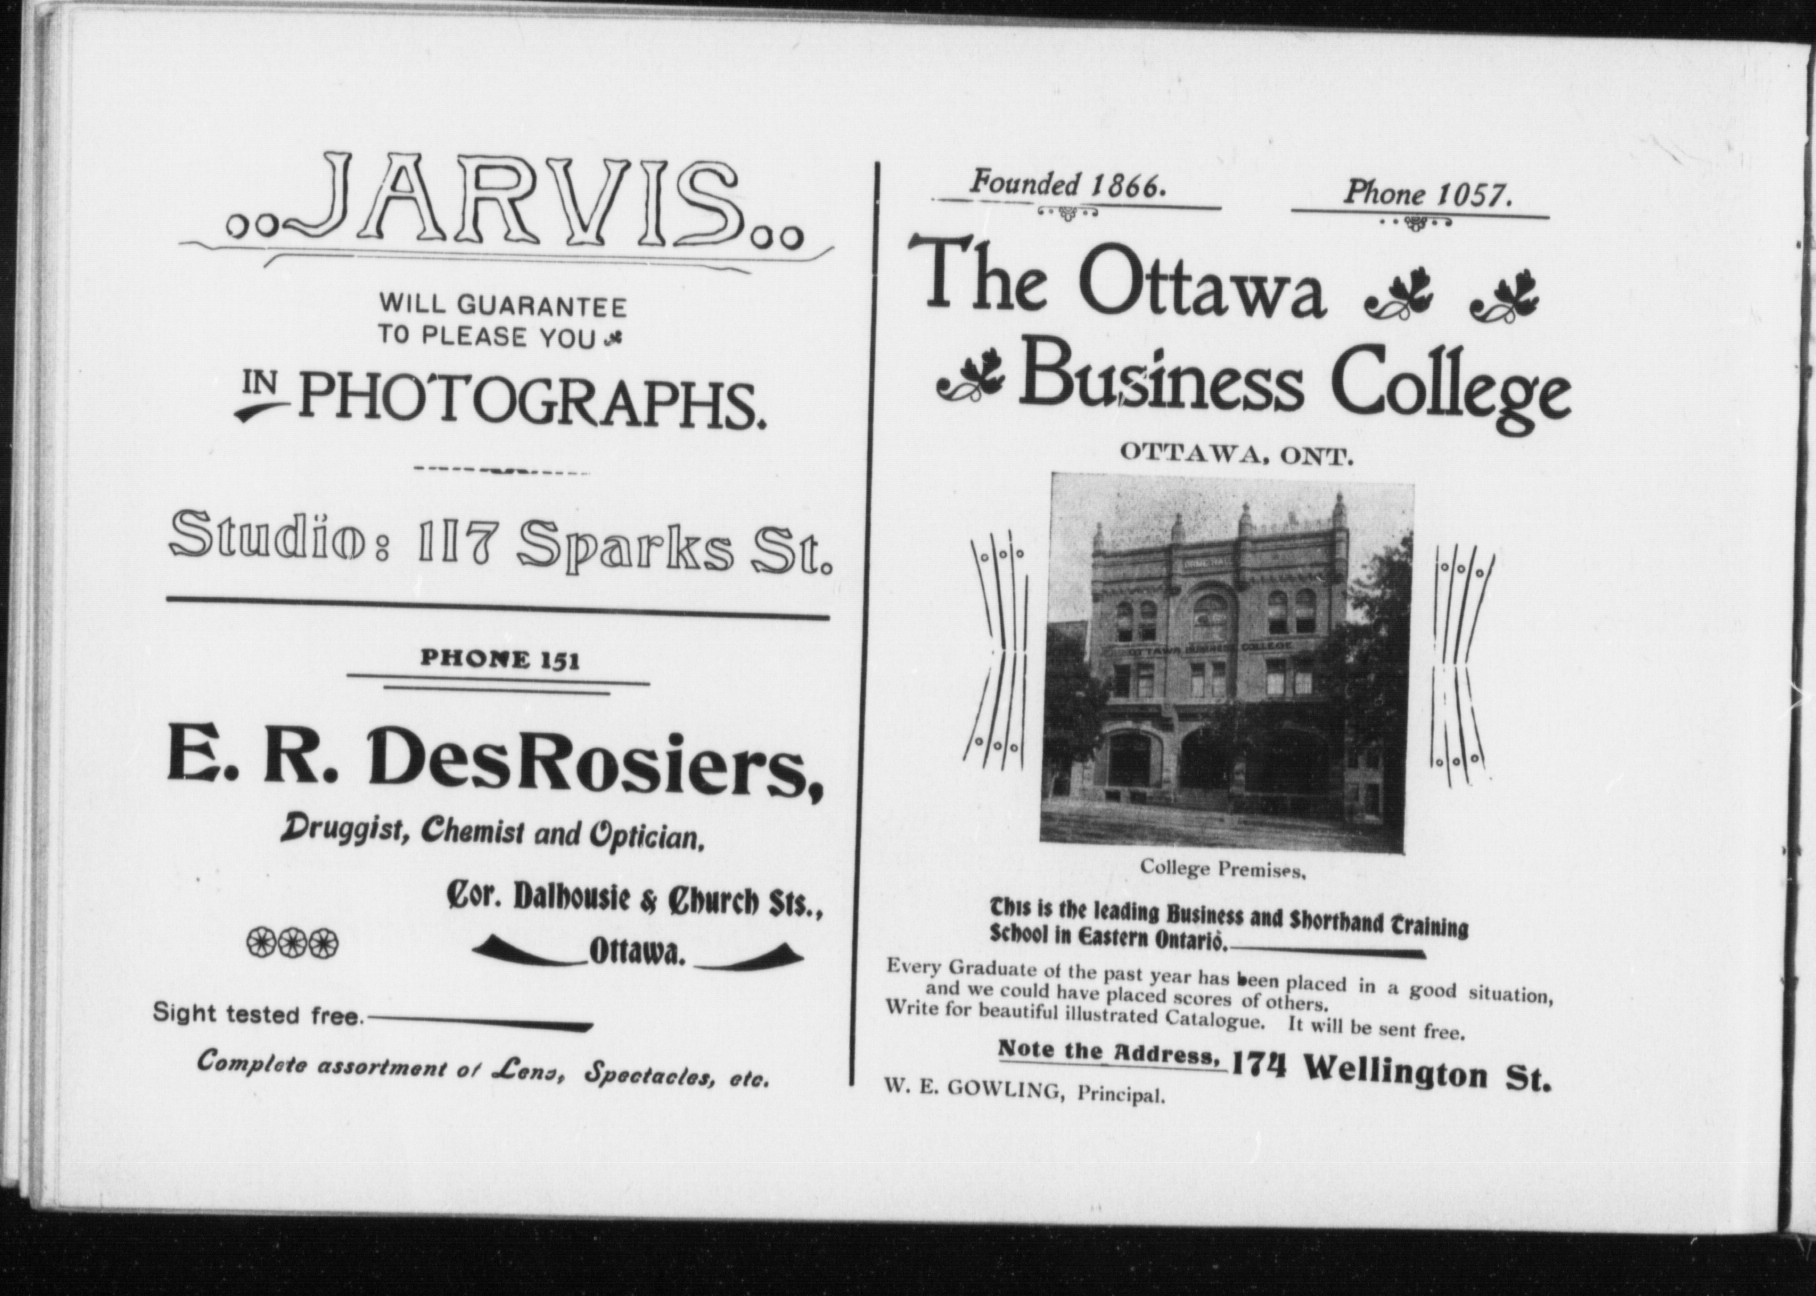 ..JARVIS..
WILL GUARANTEE
TO PLEASE YOU
IN PHOTOGRAPHS.
Studio: 117 Sparks St.
PHONE 151
E. R. DesRosiers,
Druggist, Chemist and Optician.
Cor. Dalhousie & Church Sts.,
Ottawa.
Sight tested free.
Complete assortment of Lens, Spectacles, etc.
Founded 1866.
Phone 1057.
The Ottawa
Business College
OTTAWA, ONT.
OTTAWA BUSINESS COLLEGE
College Premises.
This is the leading Business and Shorthand Training
School in Eastern Ontario.
Every Graduate of the past year has been placed in a good situation,
and we could have placed scores of others.
Write for beautiful illustrated Catalogue. It will be sent free.
Note the Address, 174 Wellington St.
W. E. GOWLING, Principal.